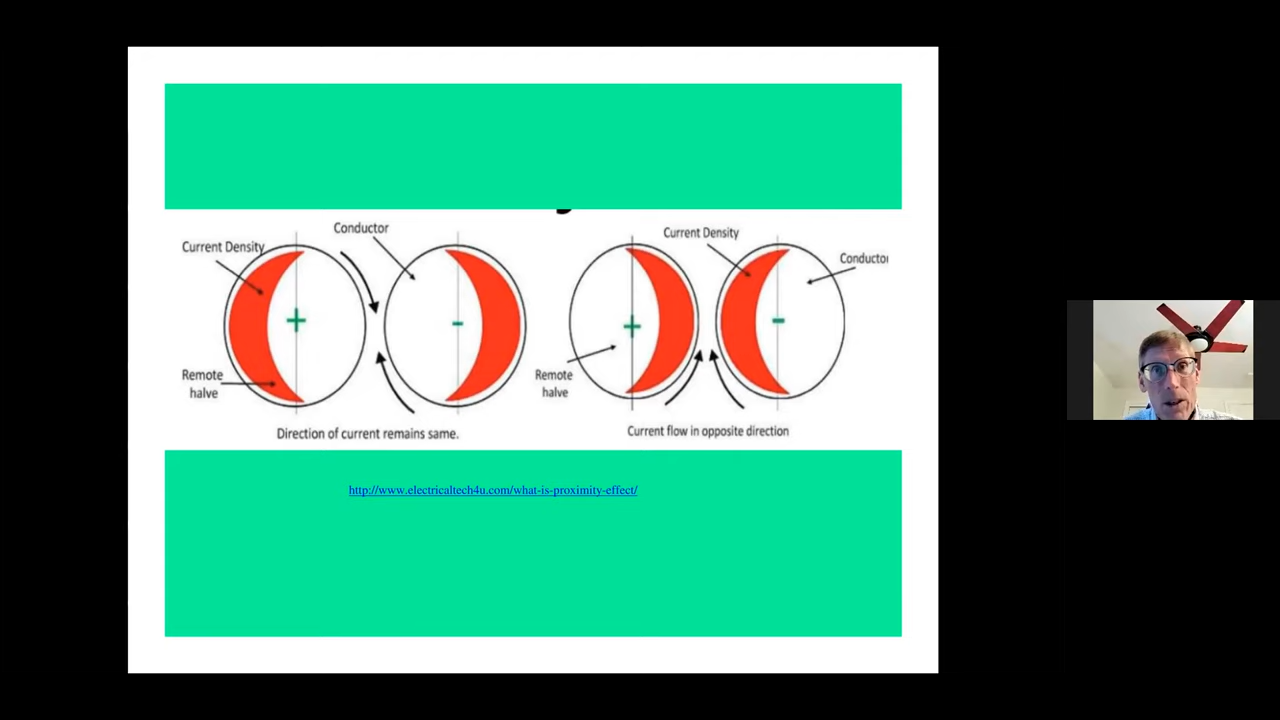 Conductor
Current Density
+
-
Remote
halve
Direction of current remains same.
Current Density
Conductor
+
-
Remote
halve
Current flow in opposite direction
http://www.electricaltech4u.com/what-is-proximity-effect/